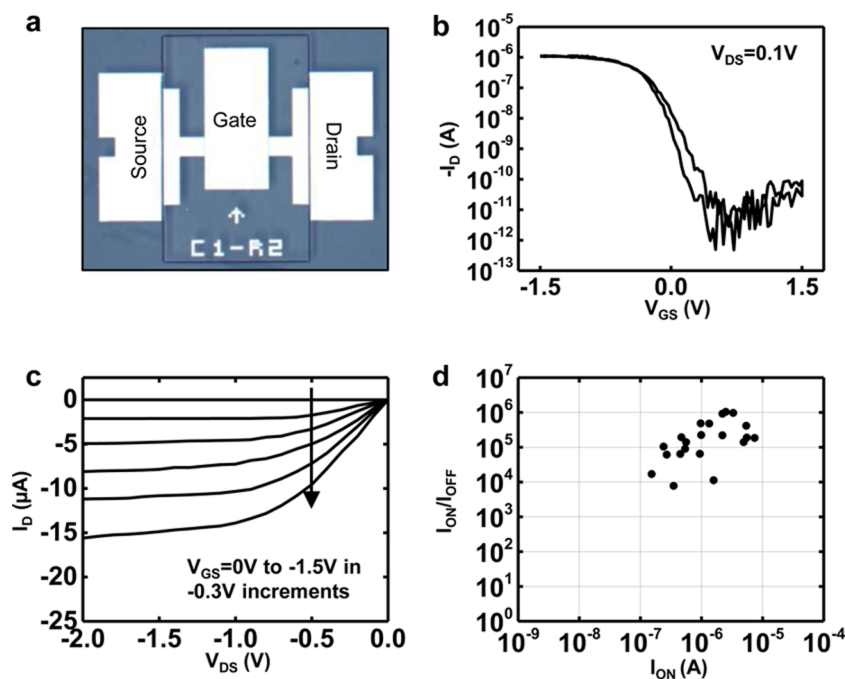 a
Source
Gate
Drain
C1-R2
b
V_DS=0.1V
-I_D (A)
10^-5
10^-6
10^-7
10^-8
10^-9
10^-10
10^-11
10^-12
10^-13
-1.5
0.0
1.5
V_GS (V)
c
I_D (µA)
0
-5
-10
-15
-20
-25
V_GS=0V to -1.5V in
-0.3V increments
-2.0
-1.5
-1.0
-0.5
0.0
V_DS (V)
d
I_ON/I_OFF
10^7
10^6
10^5
10^4
10^3
10^2
10^1
10^0
10^-9
10^-8
10^-7
10^-6
10^-5
10^-4
I_ON (A)